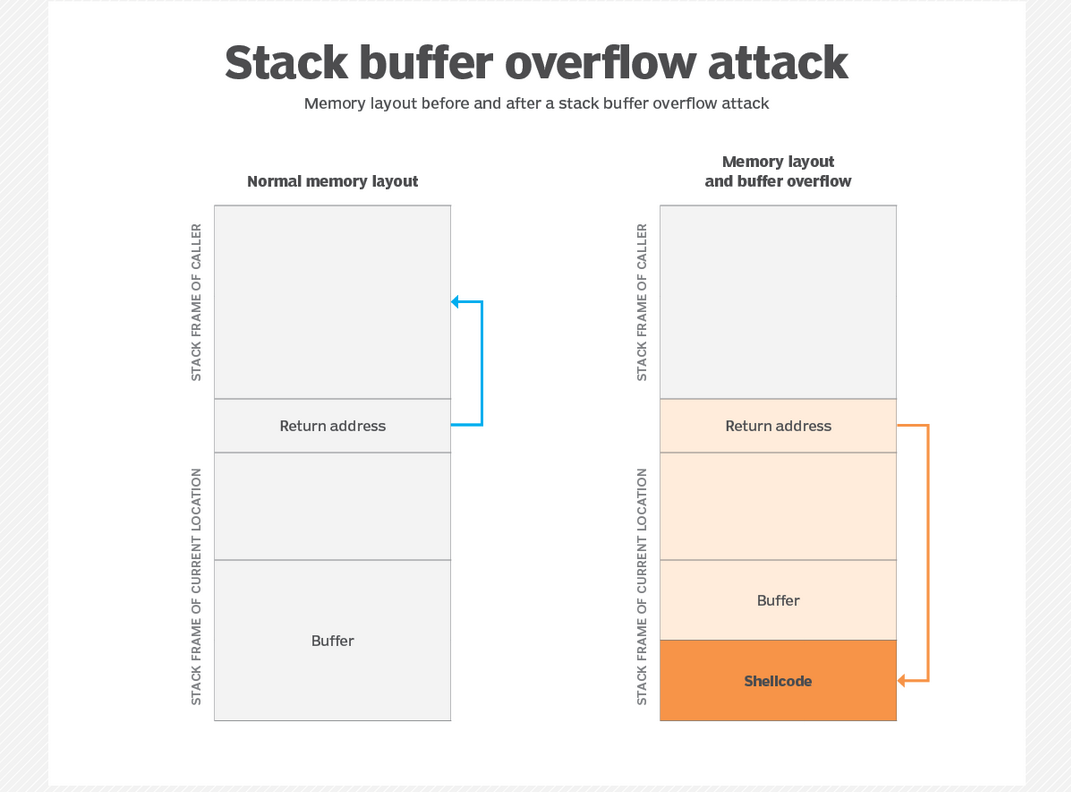 Stack buffer overflow attack
Memory layout before and after a stack buffer overflow attack
Normal memory layout
STACK FRAME OF CALLER
Return address
STACK FRAME OF CURRENT LOCATION
Buffer
Memory layout
and buffer overflow
STACK FRAME OF CALLER
Return address
STACK FRAME OF CURRENT LOCATION
Buffer
Shellcode